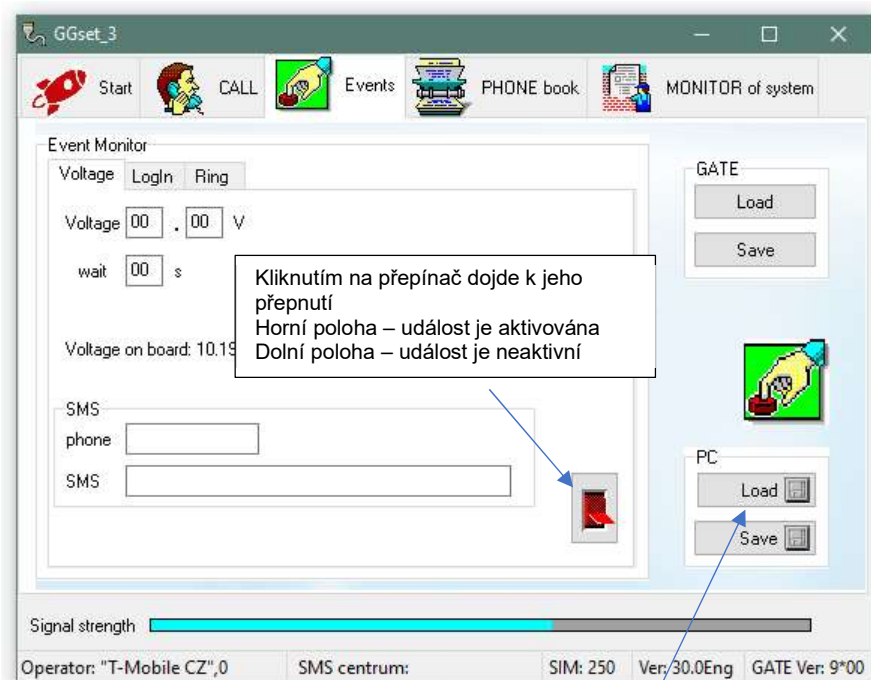 GGset_3
Start
CALL
Events
PHONE book
MONITOR of system
Event Monitor
Voltage
LogIn
Ring
Voltage 00 . 00 V
wait 00 s
Kliknutím na přepínač dojde k jeho
přepnutí
Horní poloha – událost je aktivována
Dolní poloha – událost je neaktivní
Voltage on board: 10.19
SMS
phone
SMS
GATE
Load
Save
PC
Load
Save
Signal strength
Operator: "T-Mobile CZ",0
SMS centrum:
SIM: 250
Ver: 30.0Eng
GATE Ver: 9*00